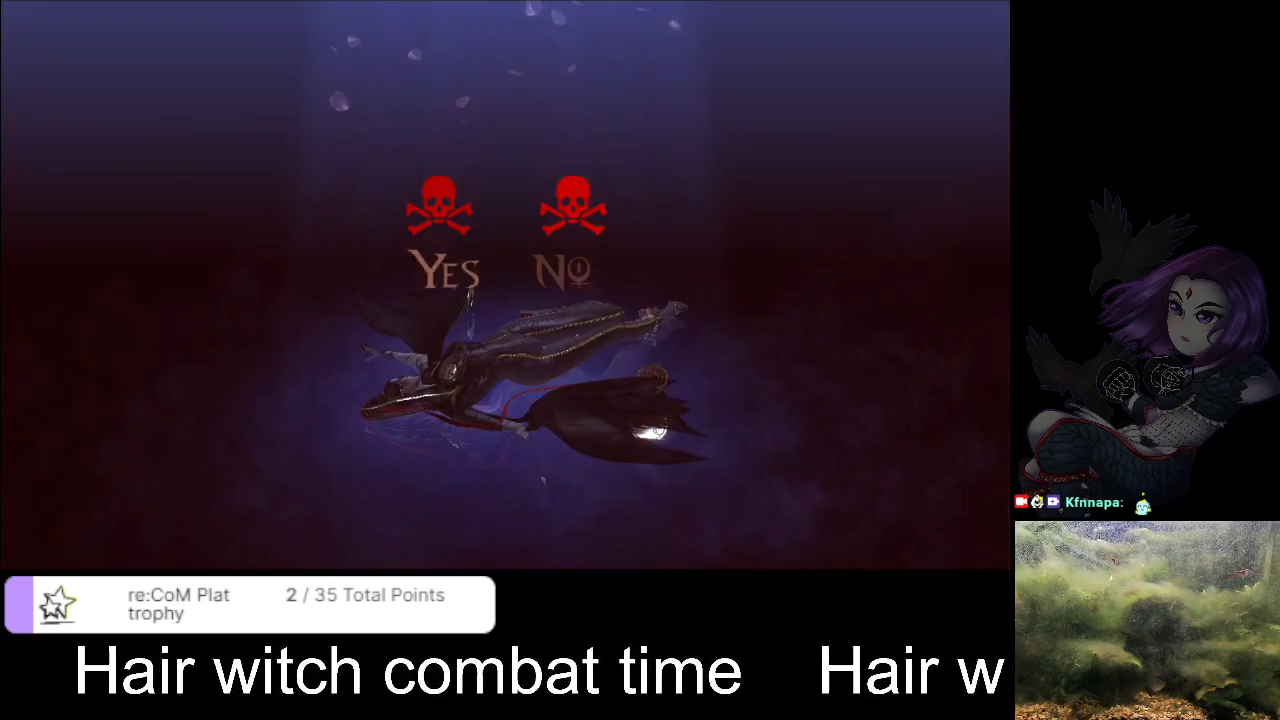 YES NO
Kfnnapa:
re:CoM Plat trophy
2 / 35 Total Points
Hair witch combat time Hair w